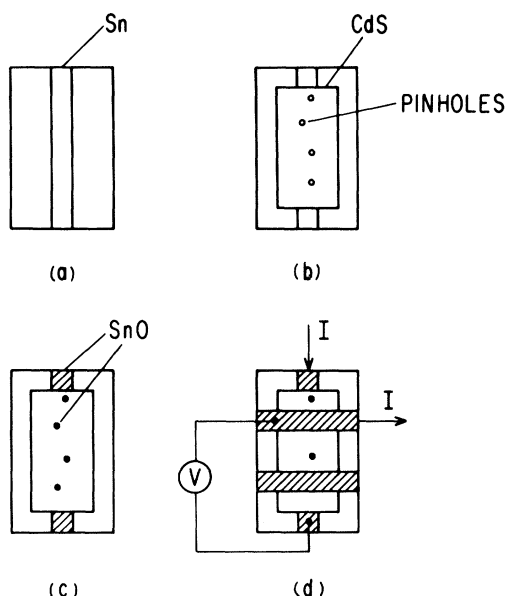 Sn
CdS
PINHOLES
(a)
(b)
SnO
I
I
V
(c)
(d)